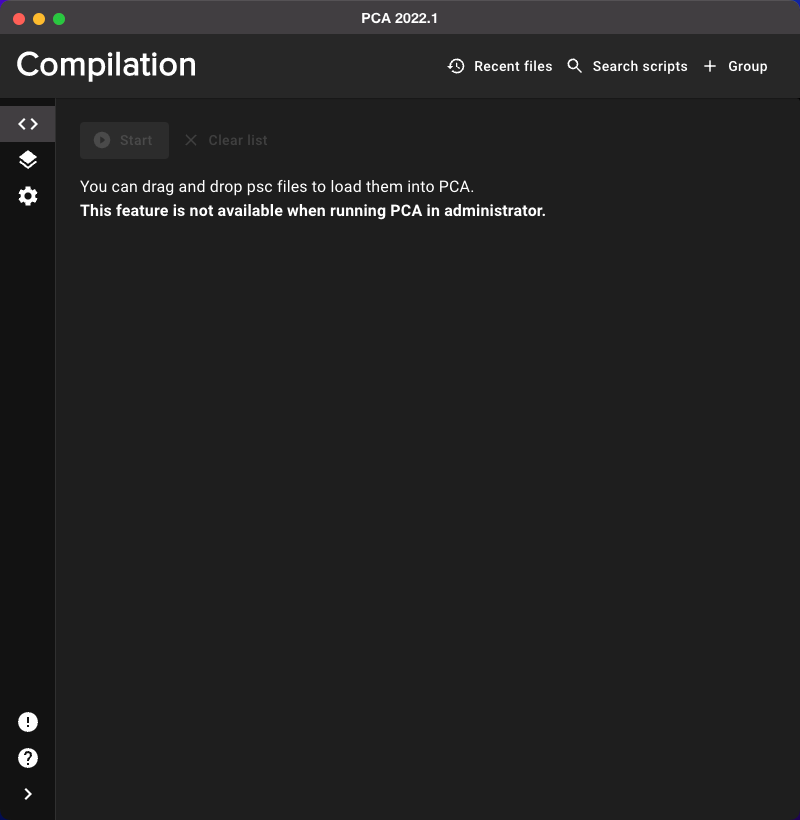 PCA 2022.1
Compilation
Recent files
Search scripts
Group
Start
Clear list
You can drag and drop psc files to load them into PCA.
This feature is not available when running PCA in administrator.